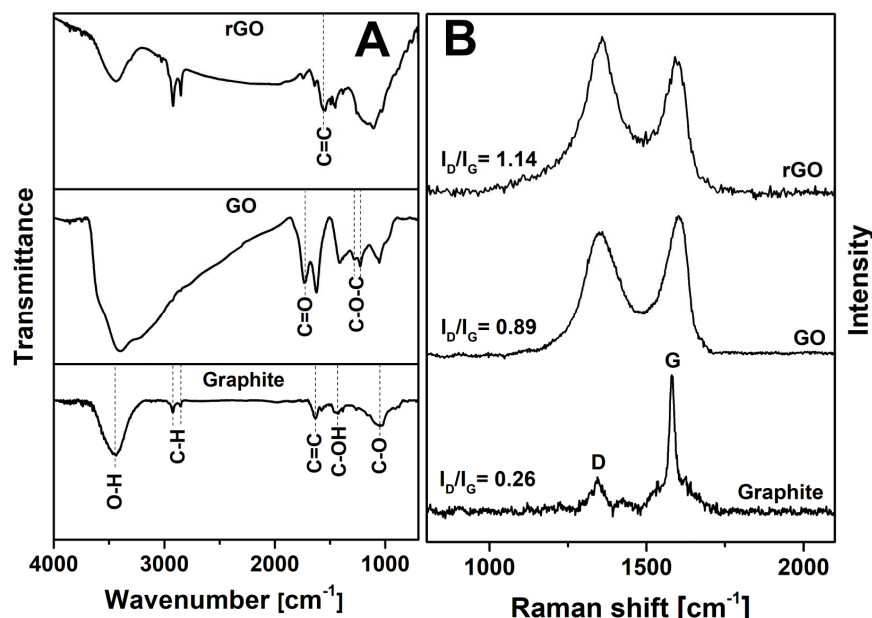 A
rGO
C=C
GO
C=O
C-O-C
Graphite
O-H
C-H
C=C
C-OH
C-O
Transmittance
4000 3000 2000 1000
Wavenumber [cm⁻¹]
B
I_D/I_G= 1.14
rGO
I_D/I_G= 0.89
GO
G
D
I_D/I_G= 0.26
Graphite
Intensity
1000 1500 2000
Raman shift [cm⁻¹]